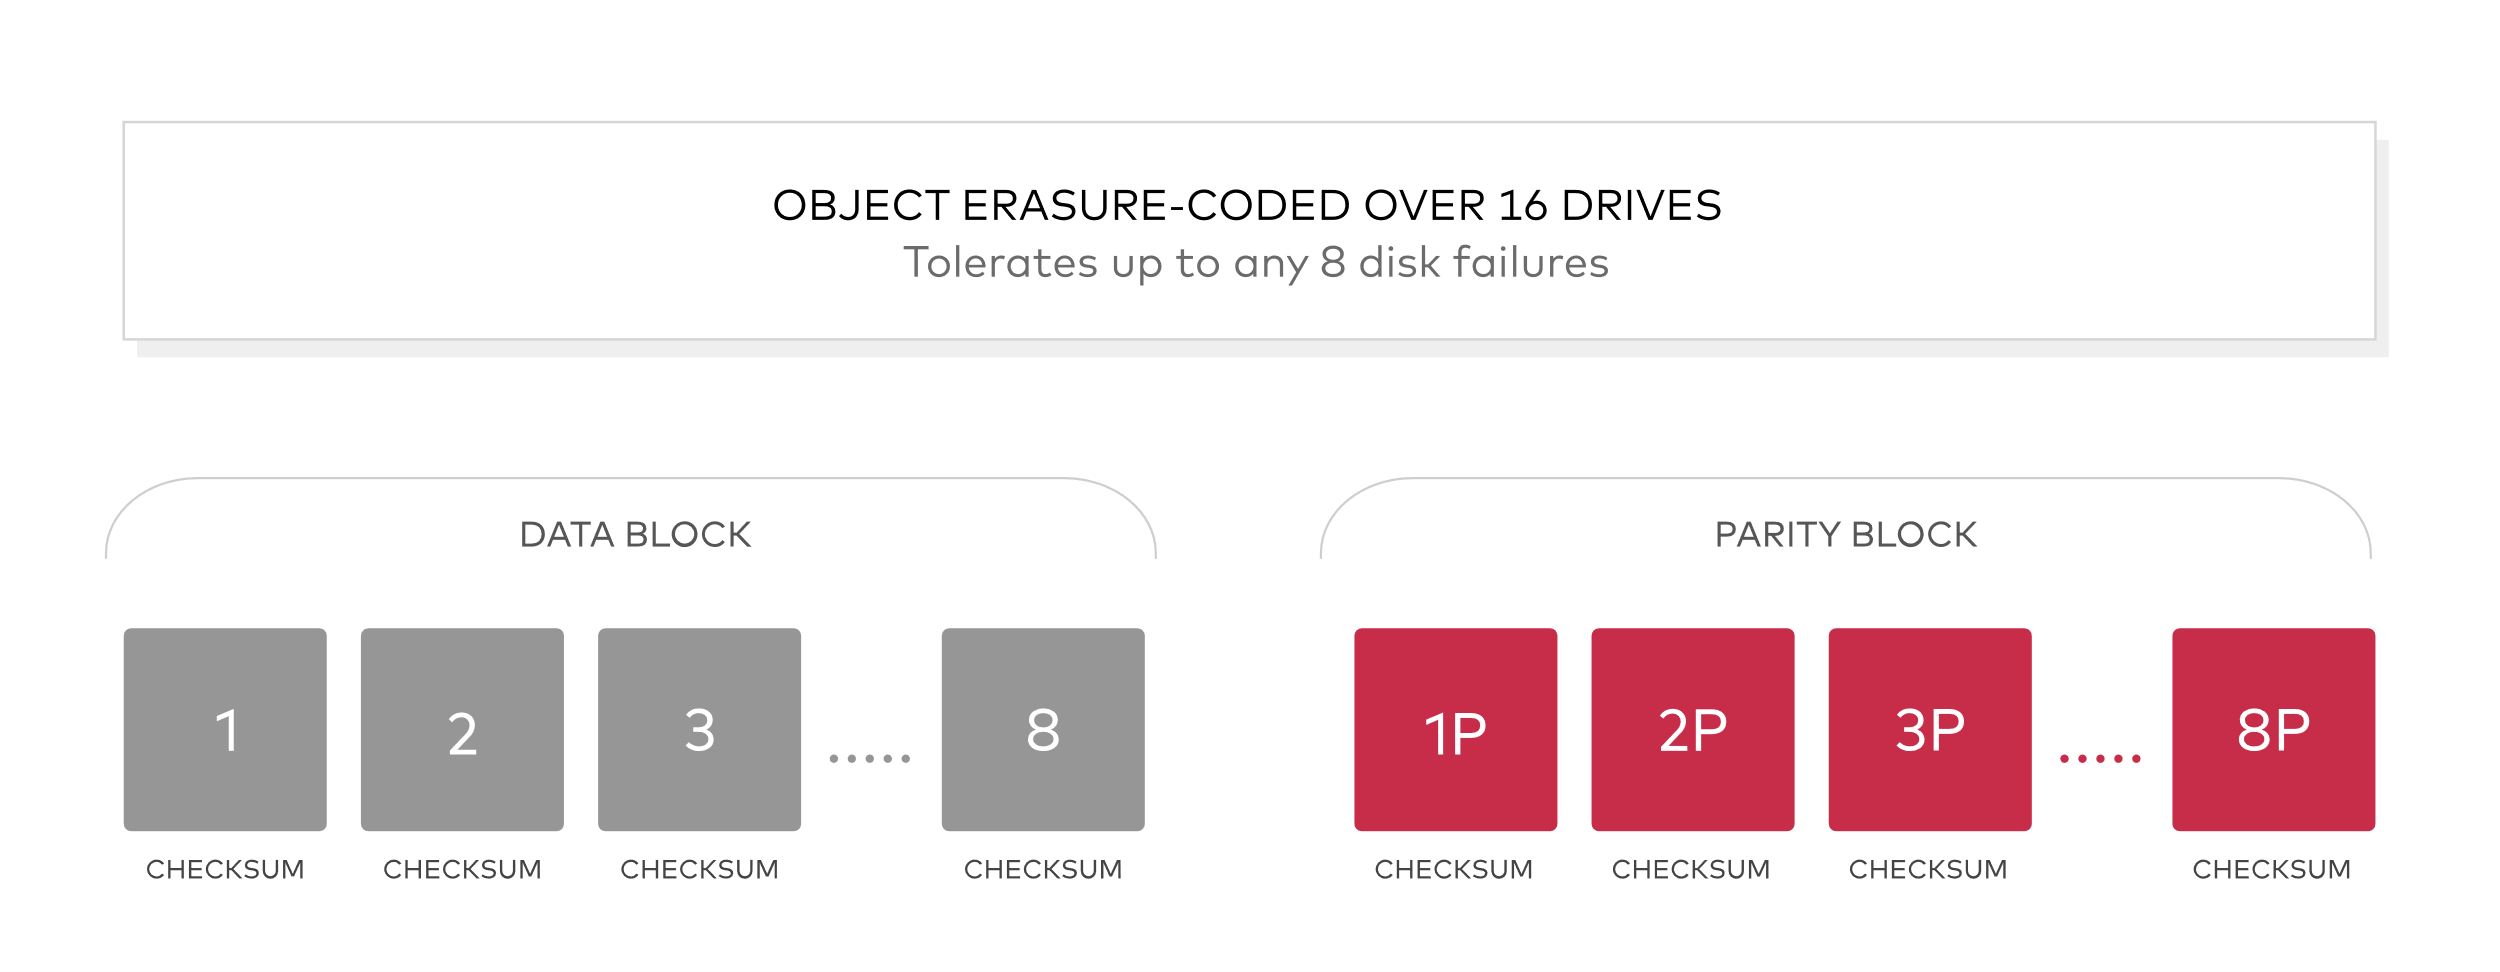 OBJECT ERASURE-CODED OVER 16 DRIVES
Tolerates up to any 8 disk failures
DATA BLOCK
PARITY BLOCK
1
2
3
8
1P
2P
3P
8P
CHECKSUM
CHECKSUM
CHECKSUM
CHECKSUM
CHECKSUM
CHECKSUM
CHECKSUM
CHECKSUM